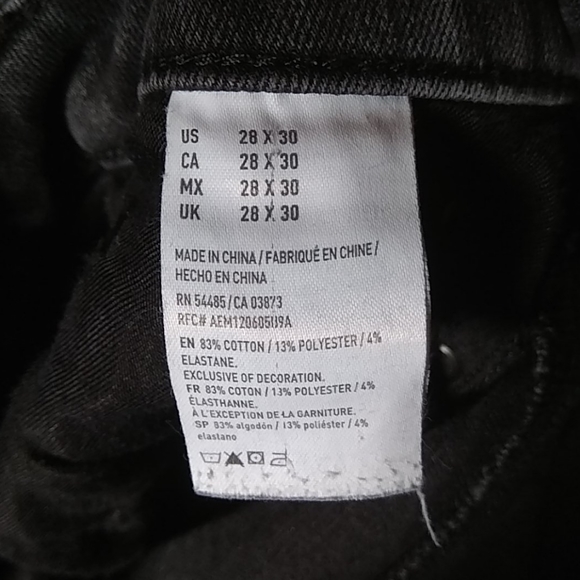 US 28 X 30
CA 28 X 30
MX 28 X 30
UK 28 X 30
MADE IN CHINA / FABRIQUÉ EN CHINE /
HECHO EN CHINA
RN 54485 / CA 03873
RFC# AEM120605U9A
EN 83% COTTON / 13% POLYESTER / 4%
ELASTANE.
EXCLUSIVE OF DECORATION.
FR 83% COTON / 13% POLYESTER / 4%
ÉLASTHANNE.
À L'EXCEPTION DE LA GARNITURE.
SP 83% algodón / 13% poliéster / 4%
elastano